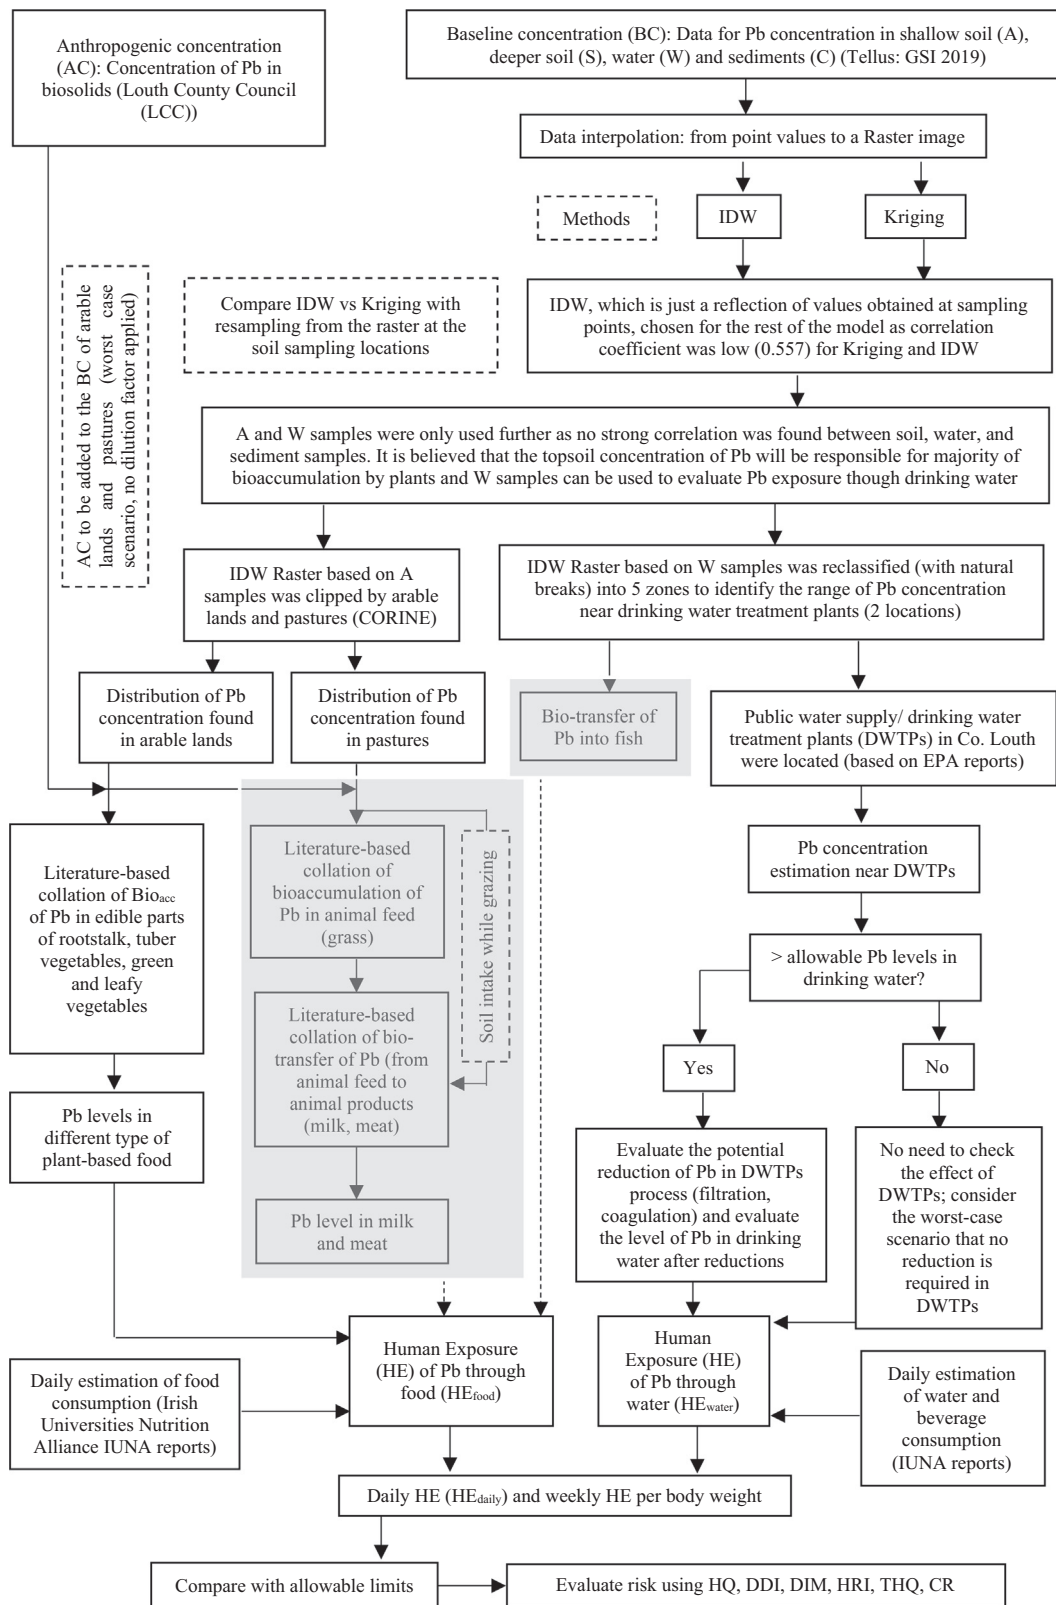 Anthropogenic concentration
(AC): Concentration of Pb in
biosolids (Louth County Council
(LCC))
Baseline concentration (BC): Data for Pb concentration in shallow soil (A),
deeper soil (S), water (W) and sediments (C) (Tellus: GSI 2019)
Data interpolation: from point values to a Raster image
Methods
IDW
Kriging
AC to be added to the BC of arable
lands and pastures (worst case
scenario, no dilution factor applied)
Compare IDW vs Kriging with
resampling from the raster at the
soil sampling locations
IDW, which is just a reflection of values obtained at sampling
points, chosen for the rest of the model as correlation
coefficient was low (0.557) for Kriging and IDW
A and W samples were only used further as no strong correlation was found between soil, water, and
sediment samples. It is believed that the topsoil concentration of Pb will be responsible for majority of
bioaccumulation by plants and W samples can be used to evaluate Pb exposure though drinking water
IDW Raster based on A
samples was clipped by arable
lands and pastures (CORINE)
IDW Raster based on W samples was reclassified (with natural
breaks) into 5 zones to identify the range of Pb concentration
near drinking water treatment plants (2 locations)
Distribution of Pb
concentration found
in arable lands
Distribution of Pb
concentration found
in pastures
Bio-transfer of
Pb into fish
Public water supply/ drinking water
treatment plants (DWTPs) in Co. Louth
were located (based on EPA reports)
Literature-based
collation of Bioacc
of Pb in edible parts
of rootstalk, tuber
vegetables, green
and leafy
vegetables
Literature-based
collation of
bioaccumulation of
Pb in animal feed
(grass)
Soil intake while grazing
Pb concentration
estimation near DWTPs
> allowable Pb levels in
drinking water?
Literature-based
collation of bio-
transfer of Pb (from
animal feed to
animal products
(milk, meat)
Yes
No
Pb levels in
different type of
plant-based food
Evaluate the potential
reduction of Pb in DWTPs
process (filtration,
coagulation) and evaluate
the level of Pb in drinking
water after reductions
No need to check
the effect of
DWTPs; consider
the worst-case
scenario that no
reduction is
required in
DWTPs
Pb level in milk
and meat
Human Exposure
(HE) of Pb through
food (HEfood)
Human
Exposure (HE)
of Pb through
water (HEwater)
Daily estimation of food
consumption (Irish
Universities Nutrition
Alliance IUNA reports)
Daily estimation
of water and
beverage
consumption
(IUNA reports)
Daily HE (HEdaily) and weekly HE per body weight
Compare with allowable limits
Evaluate risk using HQ, DDI, DIM, HRI, THQ, CR